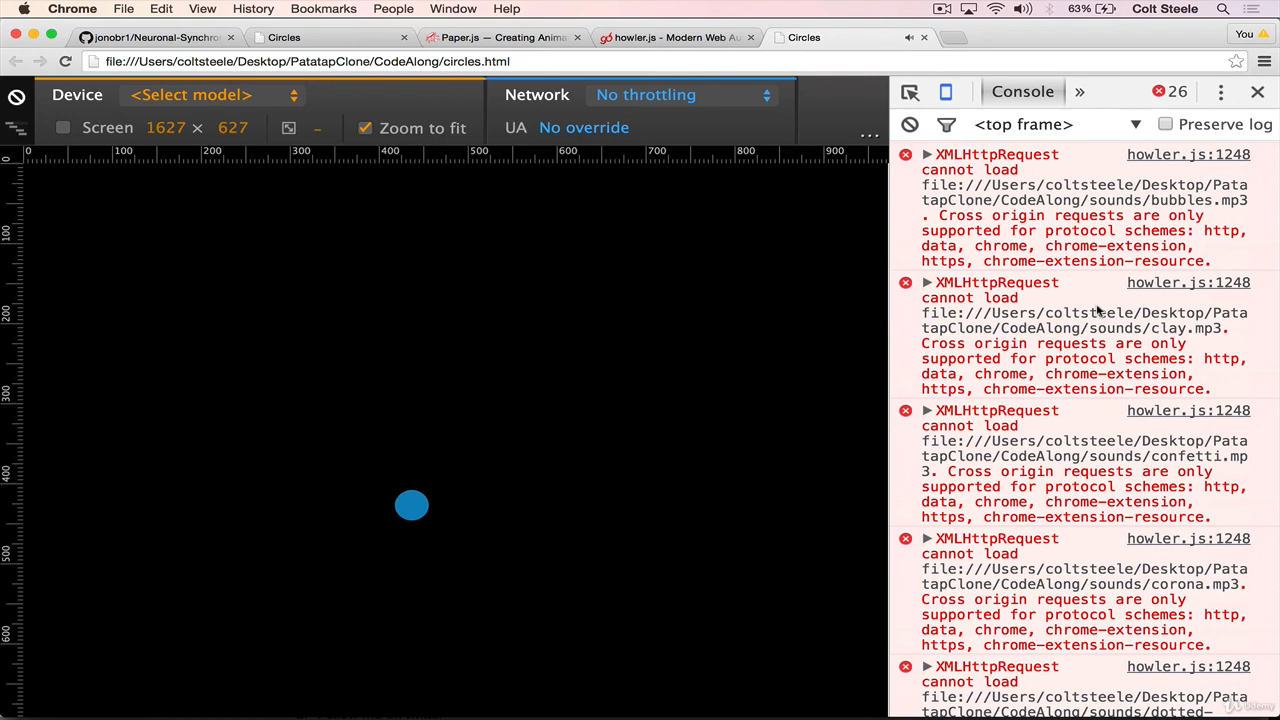 Chrome File Edit View History Bookmarks People Window Help 63% Colt Steele
jonobr1/Neuronal-Synchro Circles Paper.js — Creating Anima howler.js - Modern Web Au Circles You
file:///Users/coltsteele/Desktop/PatatapClone/CodeAlong/circles.html
Device <Select model> Network No throttling Console » 26
Screen 1627 × 627 – Zoom to fit UA No override ... <top frame> Preserve log
0 100 200 300 400 500 600 700 800 900
0
100
200
300
400
500
600
XMLHttpRequest howler.js:1248
cannot load
file:///Users/coltsteele/Desktop/Pata
tapClone/CodeAlong/sounds/bubbles.mp3
. Cross origin requests are only
supported for protocol schemes: http,
data, chrome, chrome-extension,
https, chrome-extension-resource.
XMLHttpRequest howler.js:1248
cannot load
file:///Users/coltsteele/Desktop/Pata
tapClone/CodeAlong/sounds/clay.mp3.
Cross origin requests are only
supported for protocol schemes: http,
data, chrome, chrome-extension,
https, chrome-extension-resource.
XMLHttpRequest howler.js:1248
cannot load
file:///Users/coltsteele/Desktop/Pata
tapClone/CodeAlong/sounds/confetti.mp
3. Cross origin requests are only
supported for protocol schemes: http,
data, chrome, chrome-extension,
https, chrome-extension-resource.
XMLHttpRequest howler.js:1248
cannot load
file:///Users/coltsteele/Desktop/Pata
tapClone/CodeAlong/sounds/corona.mp3.
Cross origin requests are only
supported for protocol schemes: http,
data, chrome, chrome-extension,
https, chrome-extension-resource.
XMLHttpRequest howler.js:1248
cannot load
file:///Users/coltsteele/Desktop/Pata
tapClone/CodeAlong/sounds/dotted-
Udemy